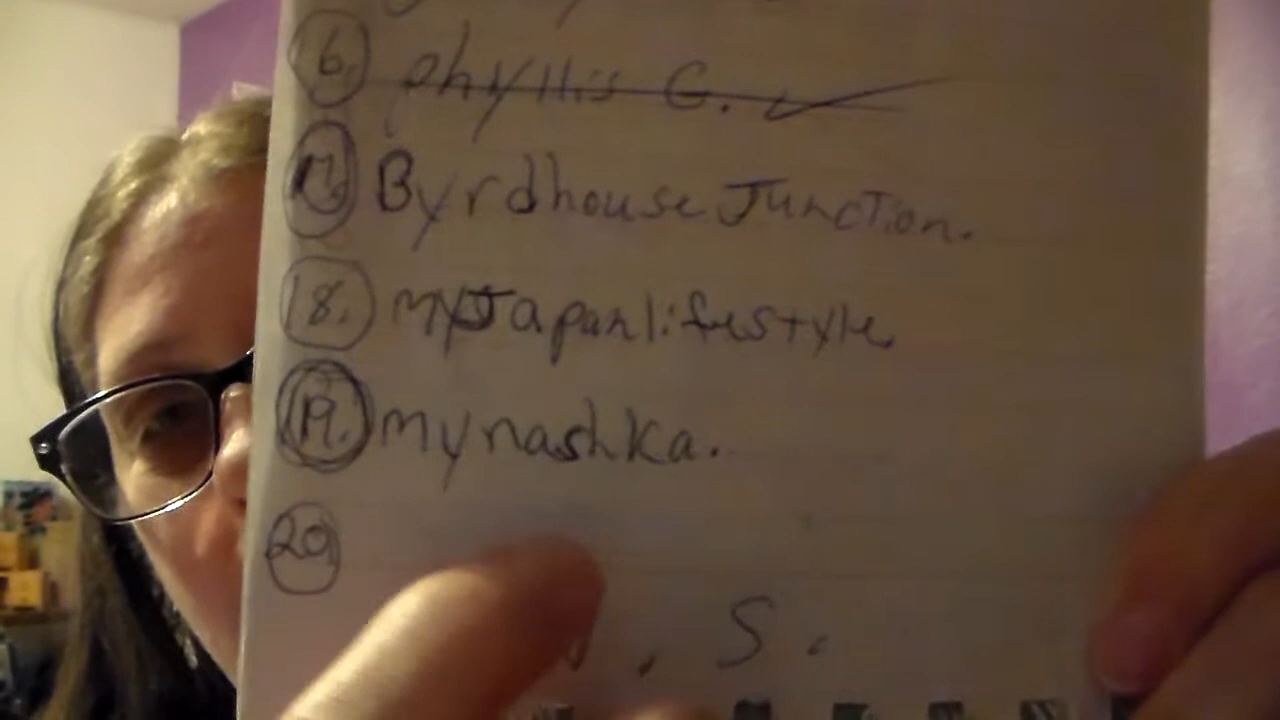 6. phyllis G.
17. Byrdhouse Junction.
18. myJapanlifestyle
19. mynashka.
20
. S.